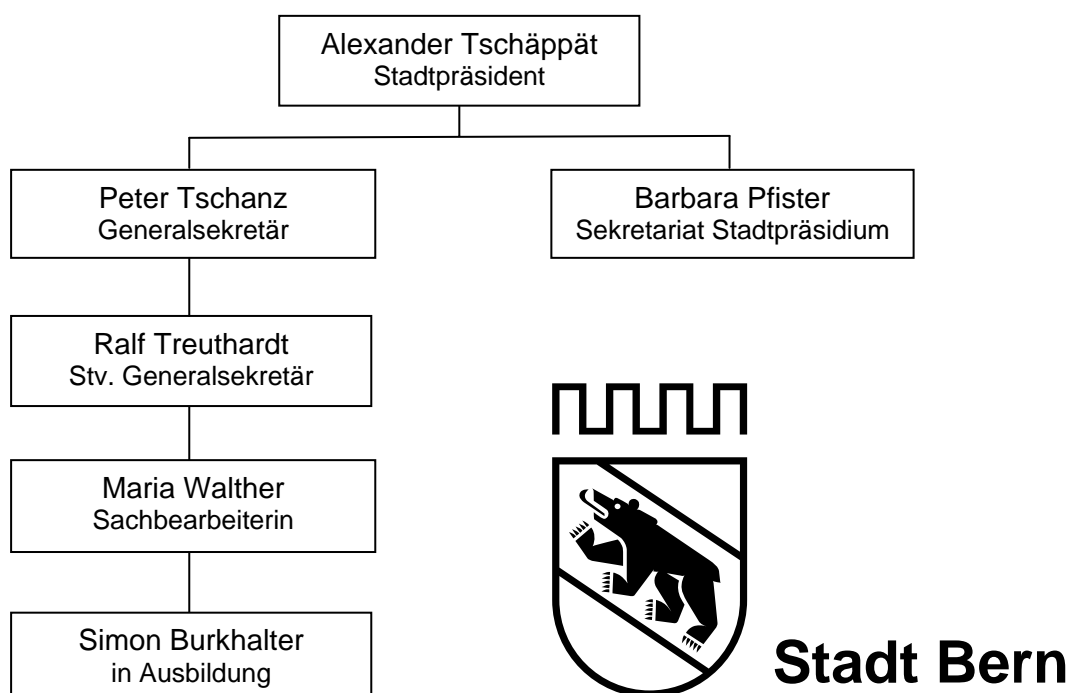 Alexander Tschäppät
Stadtpräsident
Peter Tschanz
Generalsekretär
Barbara Pfister
Sekretariat Stadtpräsidium
Ralf Treuthardt
Stv. Generalsekretär
Maria Walther
Sachbearbeiterin
Simon Burkhalter
in Ausbildung
Stadt Bern